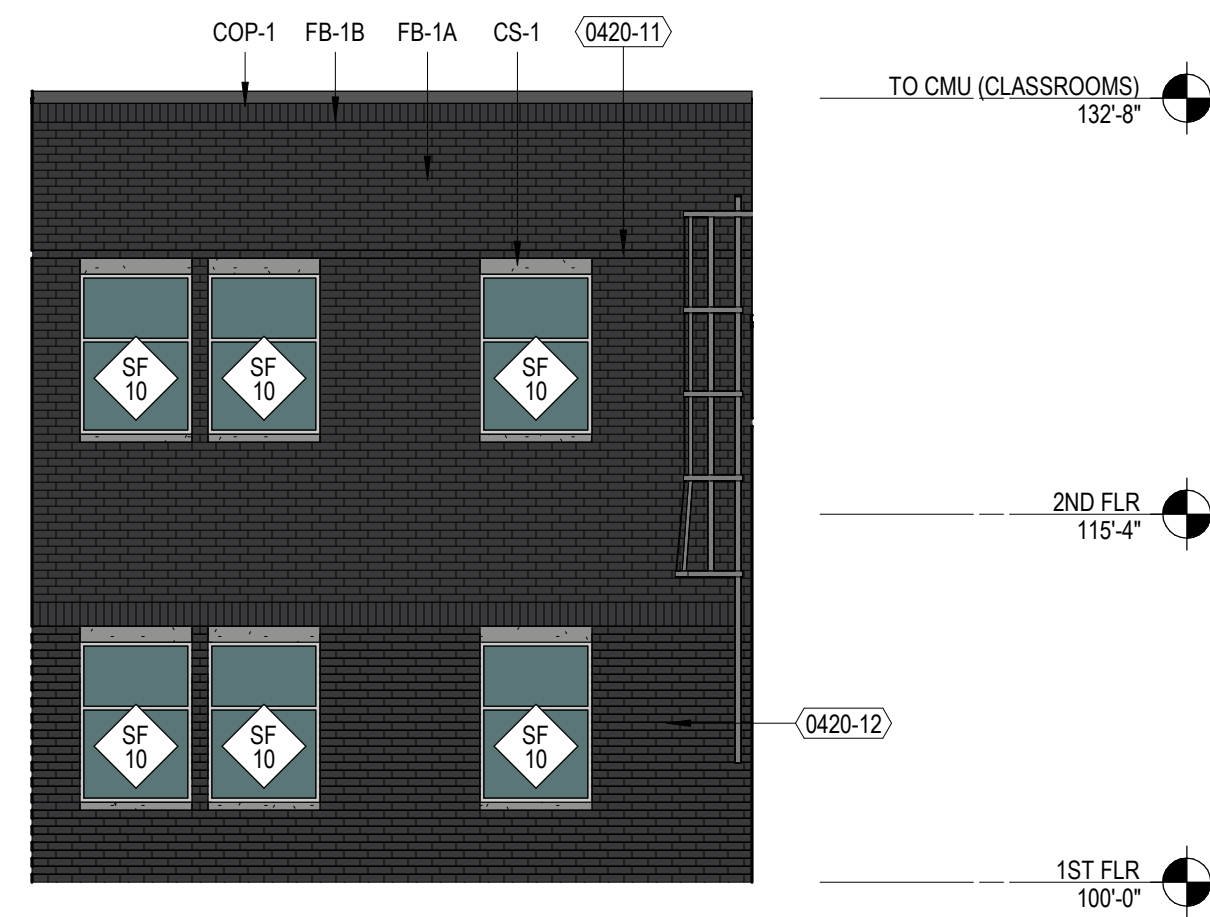 COP-1 FB-1B FB-1A CS-1 0420-11
TO CMU (CLASSROOMS)
132'-8"
SF
10
SF
10
SF
10
2ND FLR
115'-4"
SF
10
SF
10
SF
10
0420-12
1ST FLR
100'-0"